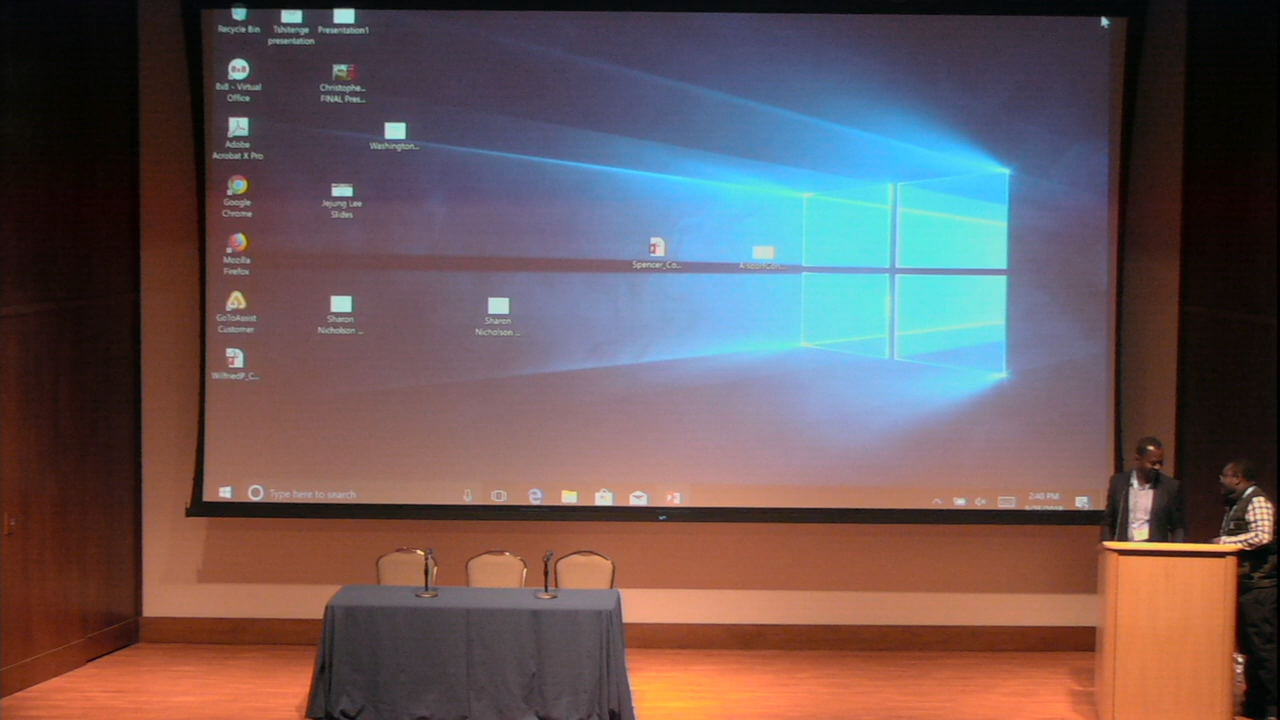 Recycle Bin
Tshitenge
presentation
Presentation1
8x8 - Virtual
Office
Christophe...
FINAL Pres...
Adobe
Acrobat X Pro
Washington...
Google
Chrome
Jejung Lee
Slides
Mozilla
Firefox
Spencer_Co...
GoToAssist
Customer
Sharon
Nicholson ...
Sharon
Nicholson ...
WilfriedP_C...
Type here to search
2:40 PM